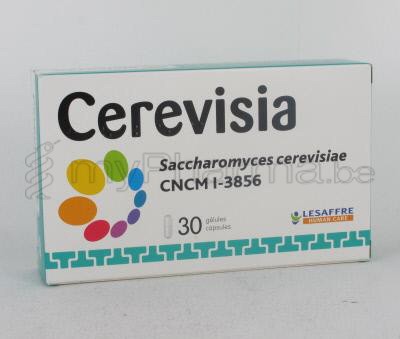 Cerevisia
Saccharomyces cerevisiae
CNCM I-3856
30 gélules
capsules
LESAFFRE
HUMAN CARE
myPharma.be